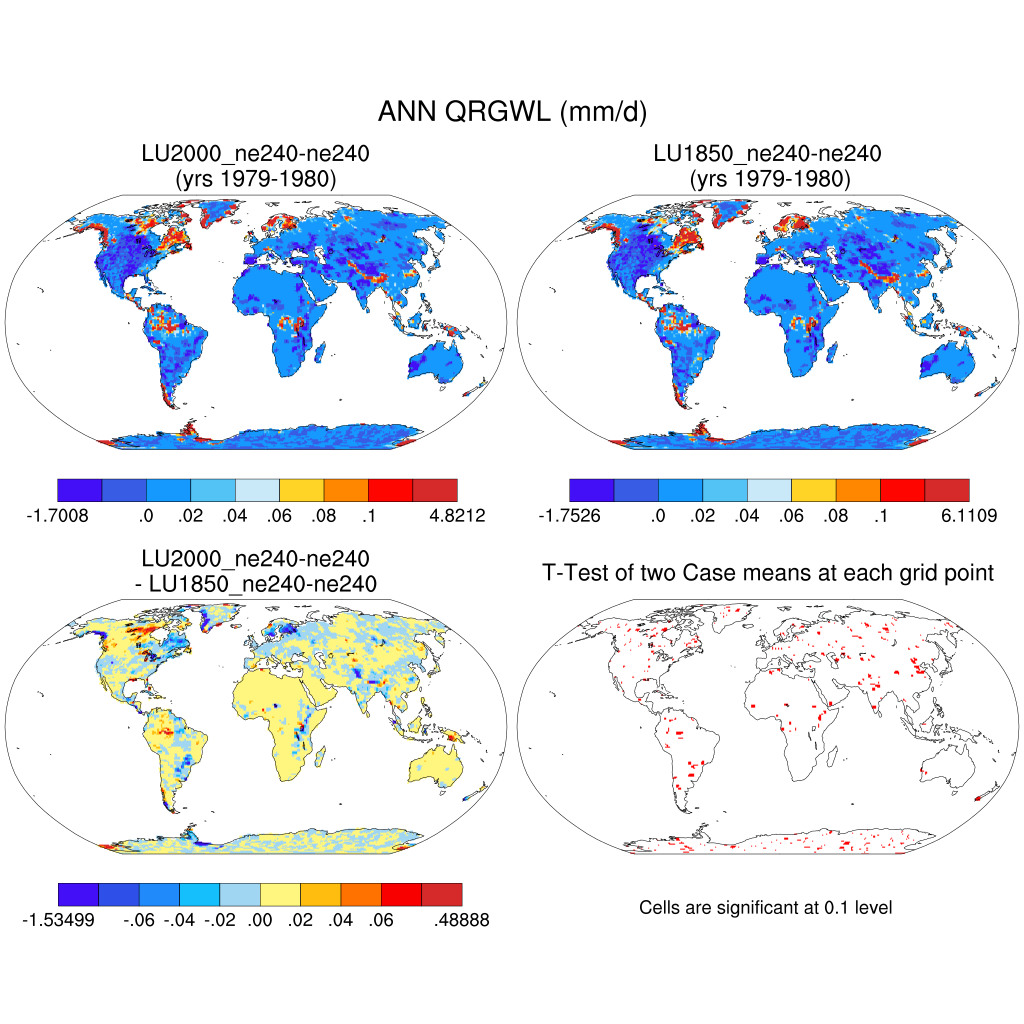 ANN QRGWL (mm/d)
LU2000_ne240-ne240
(yrs 1979-1980)
LU1850_ne240-ne240
(yrs 1979-1980)
-1.7008 .0 .02 .04 .06 .08 .1 4.8212
-1.7526 .0 .02 .04 .06 .08 .1 6.1109
LU2000_ne240-ne240
- LU1850_ne240-ne240
T-Test of two Case means at each grid point
-1.53499 -.06 -.04 -.02 .00 .02 .04 .06 .48888
Cells are significant at 0.1 level